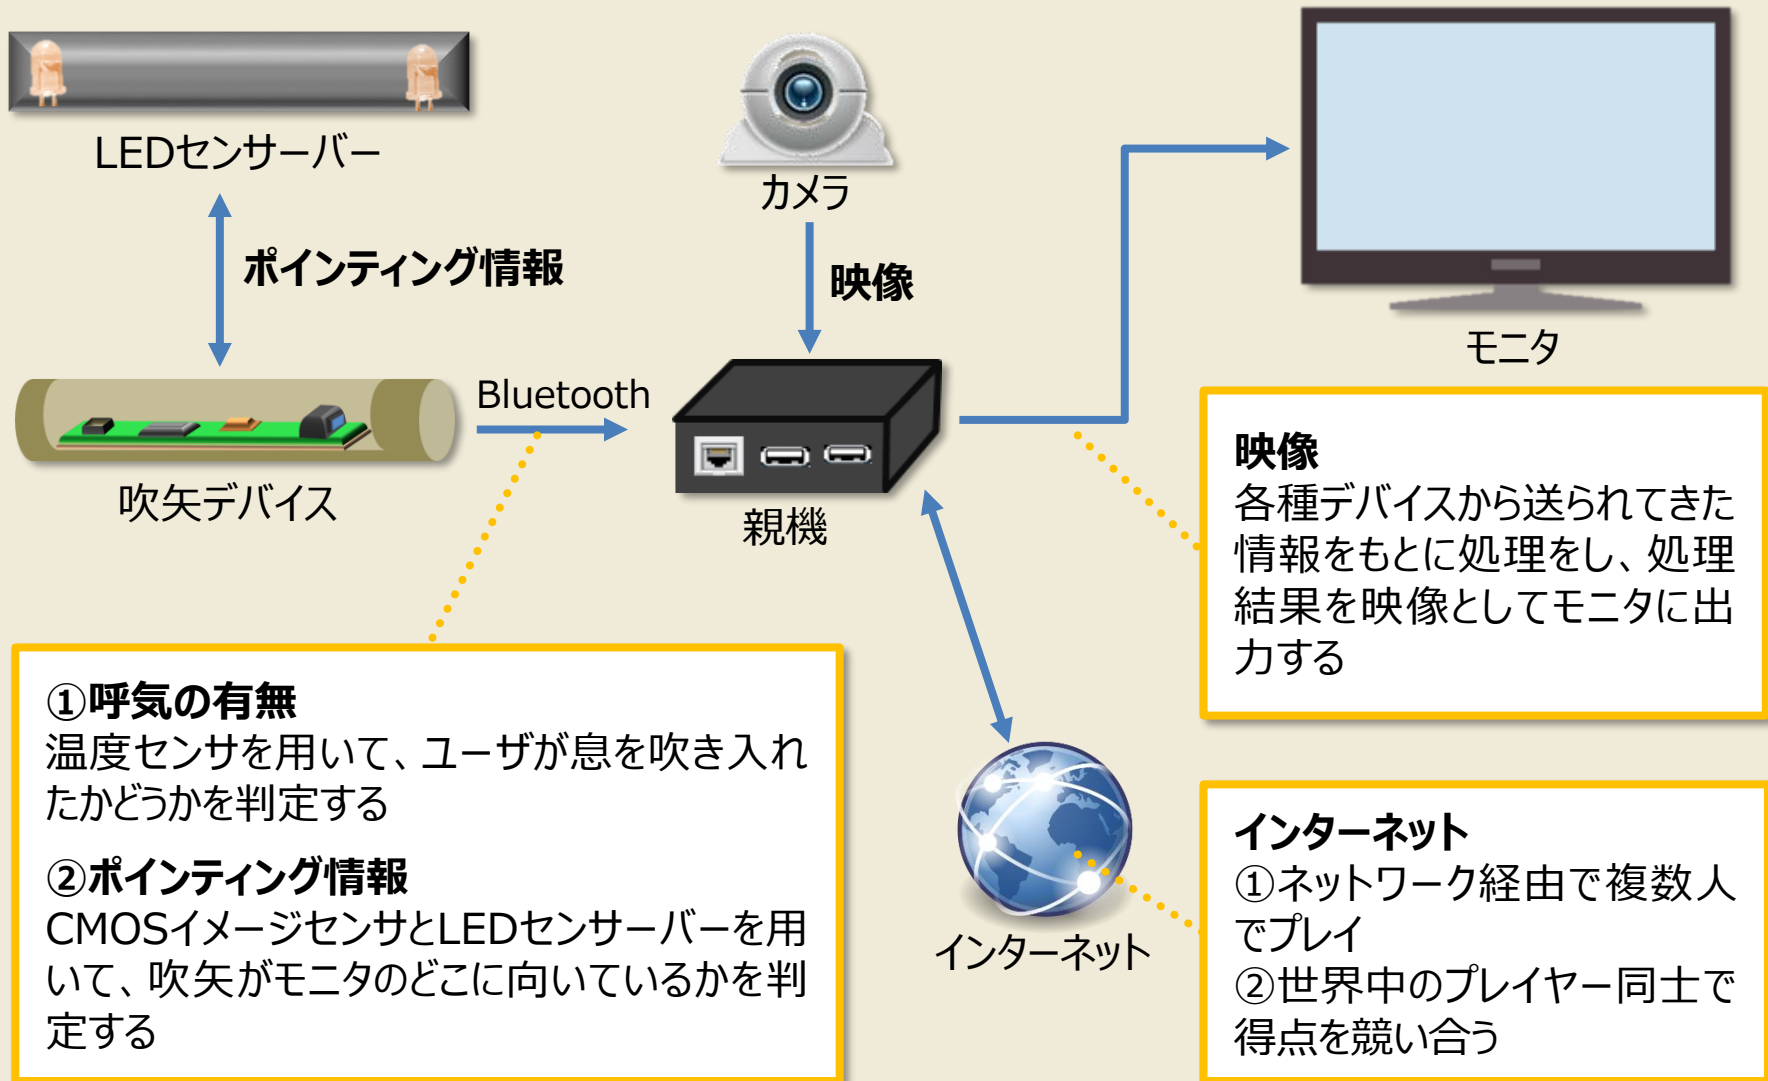 LEDセンサーバー
カメラ
ポインティング情報
映像
モニタ
Bluetooth
吹矢デバイス
親機
映像
各種デバイスから送られてきた
情報をもとに処理をし、処理
結果を映像としてモニタに出
力する
①呼気の有無
温度センサを用いて、ユーザが息を吹き入れ
たかどうかを判定する
②ポインティング情報
CMOSイメージセンサとLEDセンサーバーを用
いて、吹矢がモニタのどこに向いているかを判
定する
インターネット
インターネット
①ネットワーク経由で複数人
でプレイ
②世界中のプレイヤー同士で
得点を競い合う